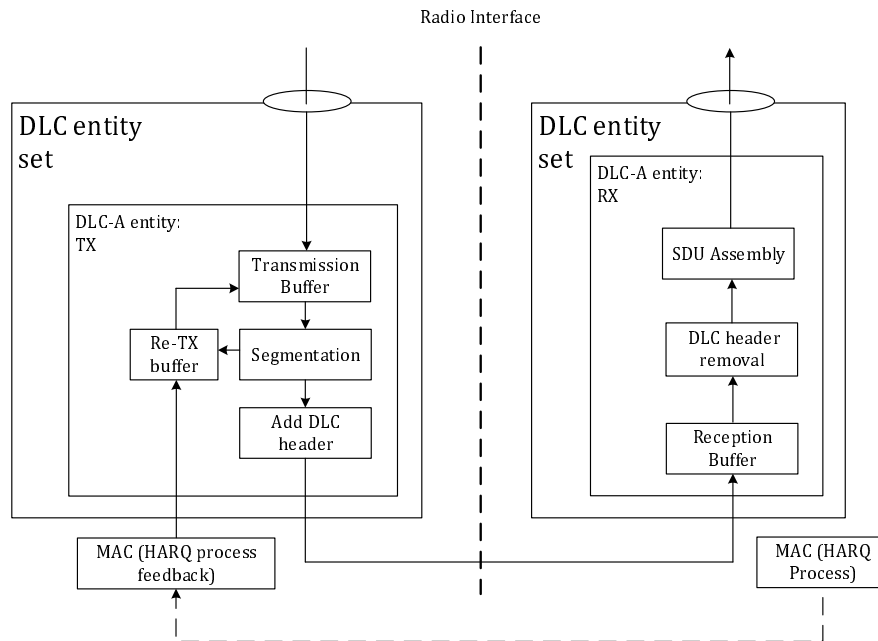 Radio Interface
DLC entity
set
DLC-A entity:
TX
Transmission
Buffer
Re-TX
buffer
Segmentation
Add DLC
header
MAC (HARQ process
feedback)
DLC entity
set
DLC-A entity:
RX
SDU Assembly
DLC header
removal
Reception
Buffer
MAC (HARQ
Process)